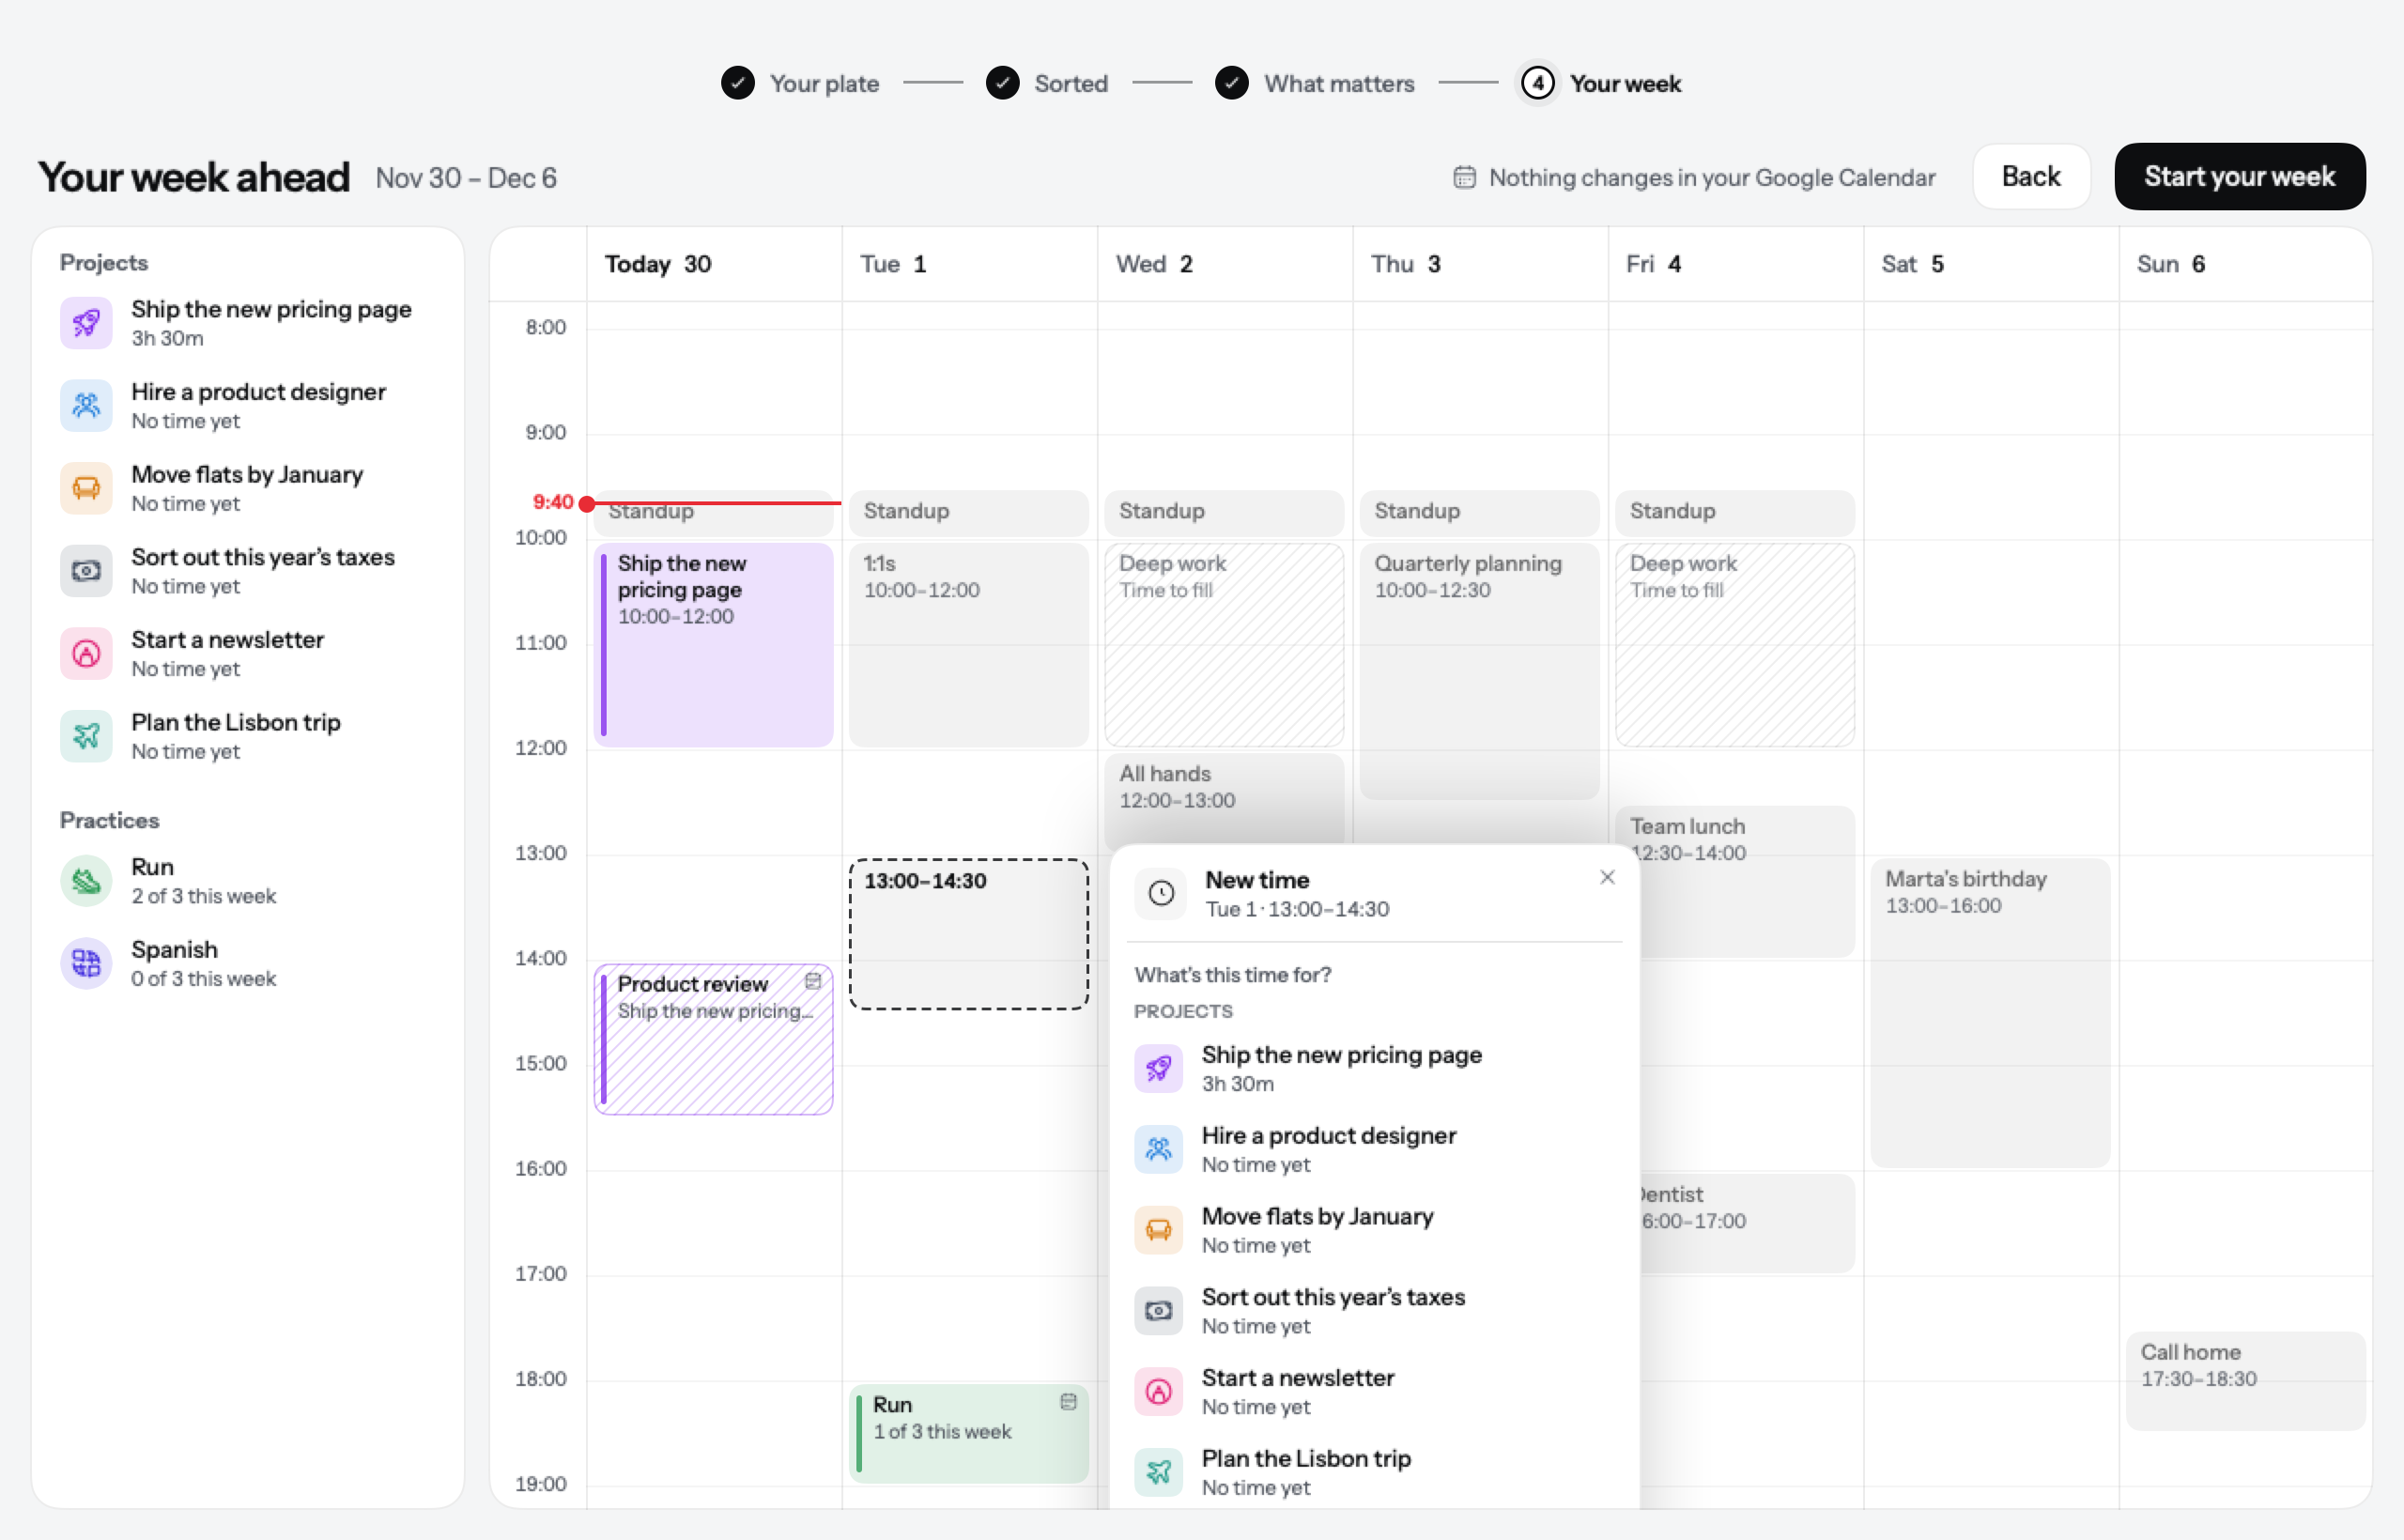 Your plate
Sorted
What matters
4 Your week
Your week ahead Nov 30 – Dec 6
Nothing changes in your Google Calendar
Back
Start your week
Projects
Ship the new pricing page
3h 30m
Hire a product designer
No time yet
Move flats by January
No time yet
Sort out this year’s taxes
No time yet
Start a newsletter
No time yet
Plan the Lisbon trip
No time yet
Practices
Run
2 of 3 this week
Spanish
0 of 3 this week
Today 30
Tue 1
Wed 2
Thu 3
Fri 4
Sat 5
Sun 6
8:00
9:00
9:40
10:00
11:00
12:00
13:00
14:00
15:00
16:00
17:00
18:00
19:00
Standup
Ship the new
pricing page
10:00–12:00
Product review
Ship the new pricing...
Standup
1:1s
10:00–12:00
13:00–14:30
Run
1 of 3 this week
Standup
Deep work
Time to fill
All hands
12:00–13:00
Standup
Quarterly planning
10:00–12:30
Standup
Deep work
Time to fill
Team lunch
12:30–14:00
Dentist
6:00–17:00
Marta's birthday
13:00–16:00
Call home
17:30–18:30
New time
Tue 1 · 13:00–14:30
What's this time for?
PROJECTS
Ship the new pricing page
3h 30m
Hire a product designer
No time yet
Move flats by January
No time yet
Sort out this year’s taxes
No time yet
Start a newsletter
No time yet
Plan the Lisbon trip
No time yet